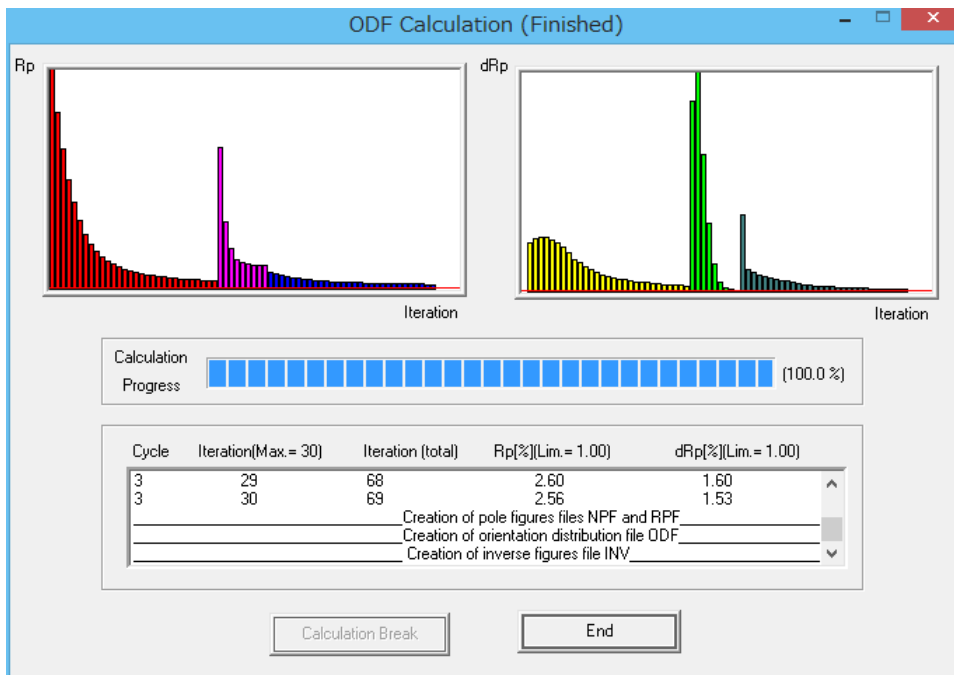 ODF Calculation (Finished)
Rp
dRp
Iteration
Iteration
Calculation
Progress
(100.0 %)
Cycle Iteration(Max.= 30) Iteration (total) Rp[%](Lim.= 1.00) dRp[%](Lim.= 1.00)
3 29 68 2.60 1.60
3 30 69 2.56 1.53
Creation of pole figures files NPF and RPF
Creation of orientation distribution file ODF
Creation of inverse figures file INV
Calculation Break
End